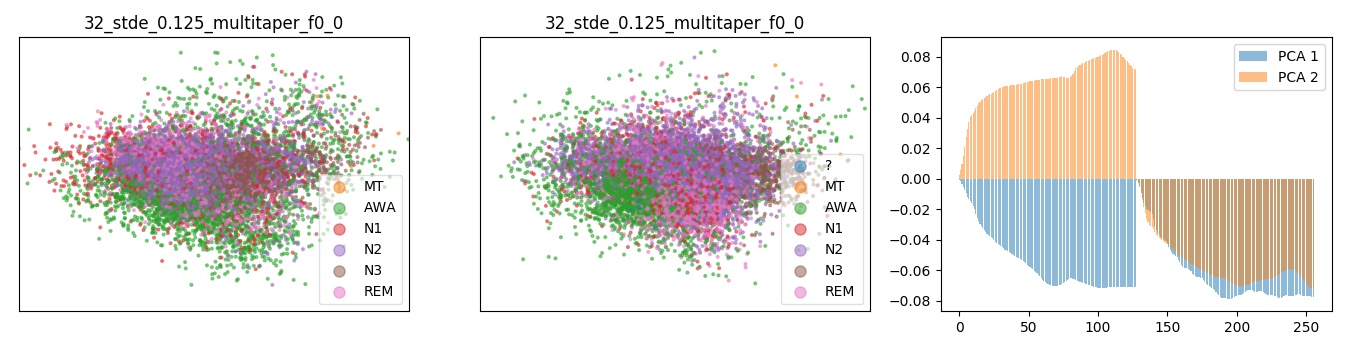 32_stde_0.125_multitaper_f0_0
MT
AWA
N1
N2
N3
REM
32_stde_0.125_multitaper_f0_0
?
MT
AWA
N1
N2
N3
REM
PCA 1
PCA 2
0.08
0.06
0.04
0.02
0.00
−0.02
−0.04
−0.06
−0.08
0 50 100 150 200 250